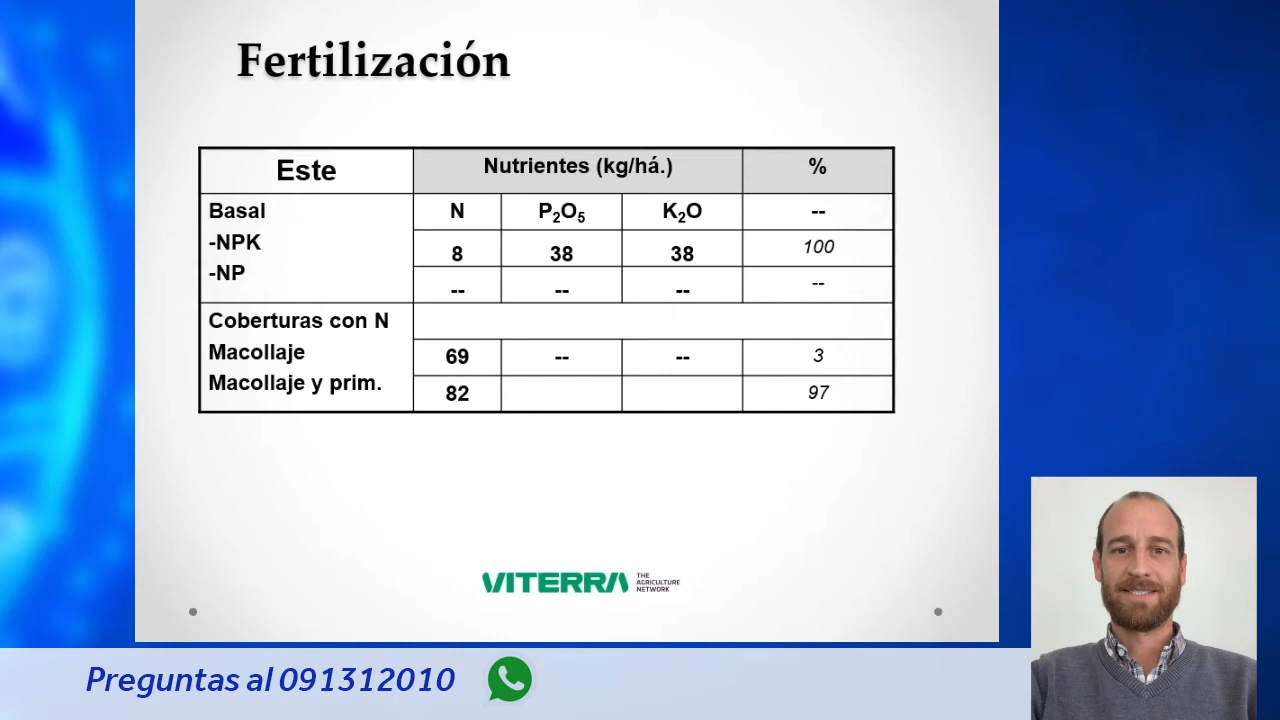 Fertilización
Este Nutrientes (kg/há.) %
Basal N P₂O₅ K₂O --
-NPK 8 38 38 100
-NP -- -- -- --
Coberturas con N
Macollaje 69 -- -- 3
Macollaje y prim. 82 97
VITERRA THE
AGRICULTURE
NETWORK
Preguntas al 091312010